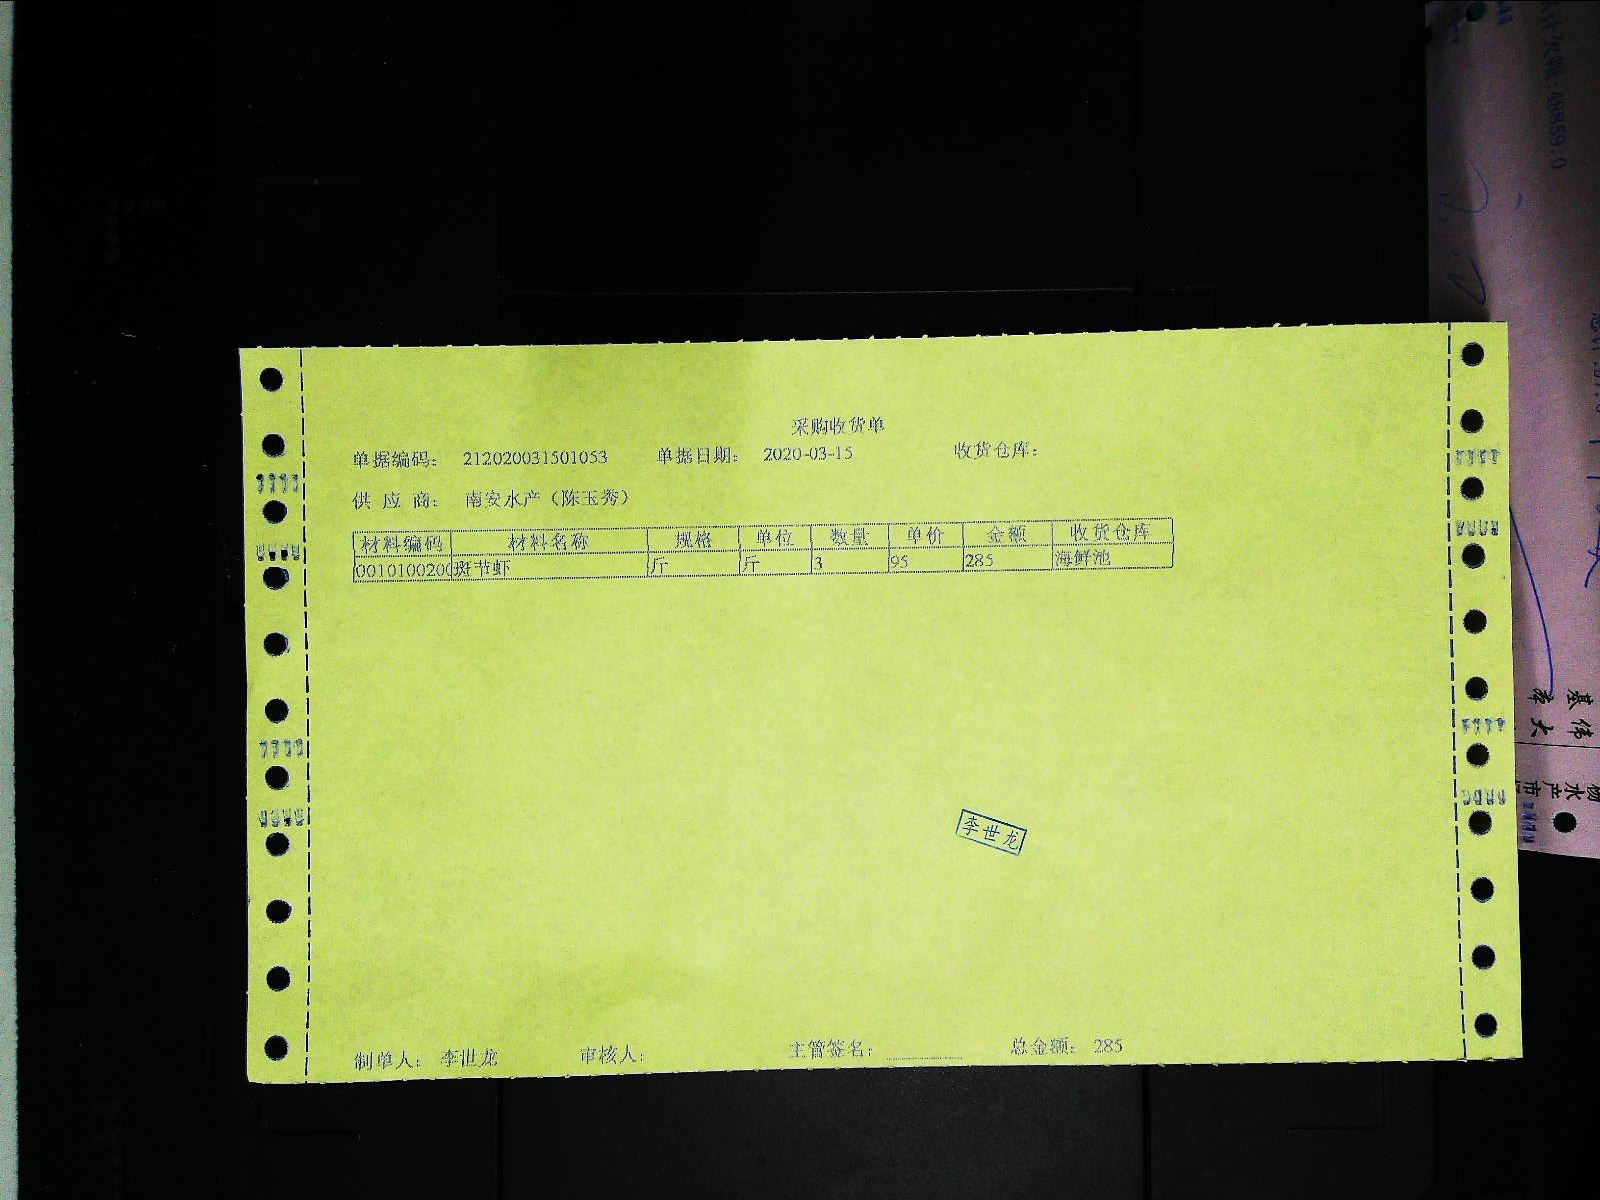 采购收货单
单据编码： 212020031501053 单据日期： 2020-03-15 收货仓库：
供 应 商： 南安水产（陈玉秀）
材料编码 材料名称 规格 单位 数量 单价 金额 收货仓库
0010100200 斑节虾 斤 斤 3 95 285 海鲜池
李世龙
制单人： 李世龙 审核人： 主管签名： 总金额： 285
:48859.0